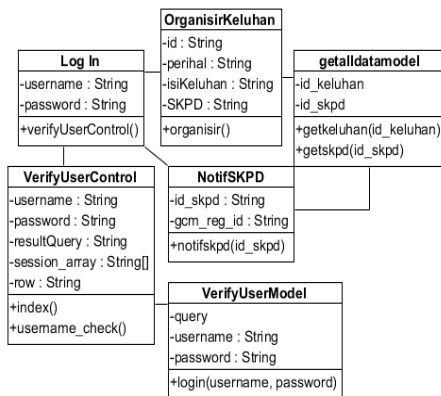 OrganisirKeluhan
-id : String
-perihal : String
-isiKeluhan : String
-SKPD : String
+organisir()
Log In
-username : String
-password : String
+verifyUserControl()
getalldatamodel
-id_keluhan
-id_skpd
+getkeluhan(id_keluhan)
+getskpd(id_skpd)
VerifyUserControl
-username : String
-password : String
-resultQuery : String
-session_array : String[]
-row : String
+index()
+username_check()
NotifSKPD
-id_skpd : String
-gcm_reg_id : String
+notifskpd(id_skpd)
VerifyUserModel
-query
-username : String
-password : String
+login(username, password)